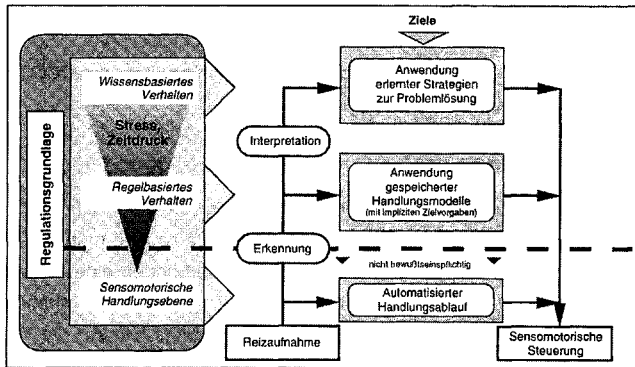 Ziele
Wissensbasiertes
Verhalten
Stress,
Zeitdruck
Regelbasiertes
Verhalten
Sensomotorische
Handlungsebene
Regulationsgrundlage
Interpretation
Erkennung
Reizaufnahme
Anwendung
erlernter Strategien
zur Problemlösung
Anwendung
gespeicherter
Handlungsmodelle
(mit impliziten Zielvorgaben)
nicht bewußtseinspflichtig
Automatisierter
Handlungsablauf
Sensomotorische
Steuerung